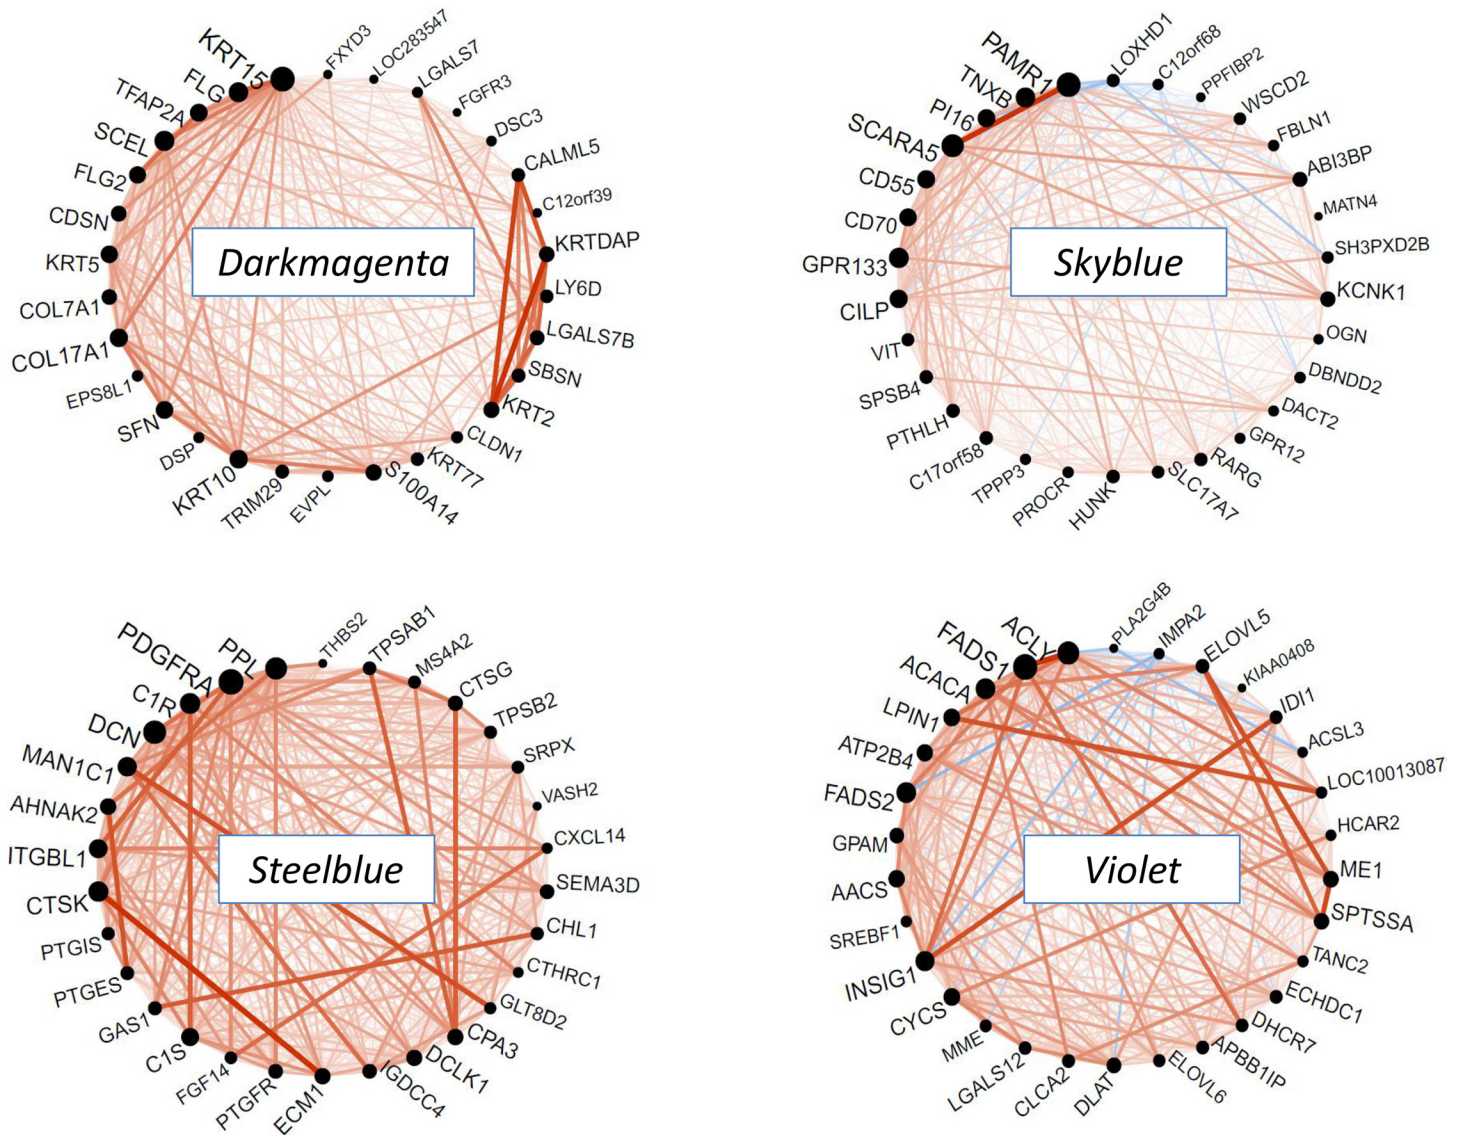 Darkmagenta
KRT15
FXYD3
LOC283547
LGALS7
FGFR3
DSC3
CALML5
C12orf39
KRTDAP
LY6D
LGALS7B
SBSN
KRT2
CLDN1
KRT77
S100A14
EVPL
TRIM29
KRT10
DSP
SFN
EPS8L1
COL17A1
COL7A1
KRT5
CDSN
FLG2
SCEL
TFAP2A
FLG
Skyblue
PAMR1
LOXHD1
C12orf68
PPFIBP2
WSCD2
FBLN1
ABI3BP
MATN4
SH3PXD2B
KCNK1
OGN
DBNDD2
DACT2
GPR12
RARG
SLC17A7
HUNK
PROCR
TPPP3
C17orf58
PTHLH
SPSB4
VIT
CILP
GPR133
CD70
CD55
SCARA5
PI16
TNXB
Steelblue
PPL
THBS2
TPSAB1
MS4A2
CTSG
TPSB2
SRPX
VASH2
CXCL14
SEMA3D
CHL1
CTHRC1
GLT8D2
CPA3
DCLK1
IGDCC4
ECM1
PTGFR
FGF14
C1S
GAS1
PTGES
PTGIS
CTSK
ITGBL1
AHNAK2
MAN1C1
DCN
C1R
PDGFRA
Violet
ACLY
PLA2G4B
IMPA2
ELOVL5
KIAA0408
IDI1
ACSL3
LOC10013087
HCAR2
ME1
SPTSSA
TANC2
ECHDC1
DHCR7
APBB1IP
ELOVL6
DLAT
CLCA2
LGALS12
MME
CYCS
INSIG1
SREBF1
AACS
GPAM
FADS2
ATP2B4
LPIN1
ACACA
FADS1